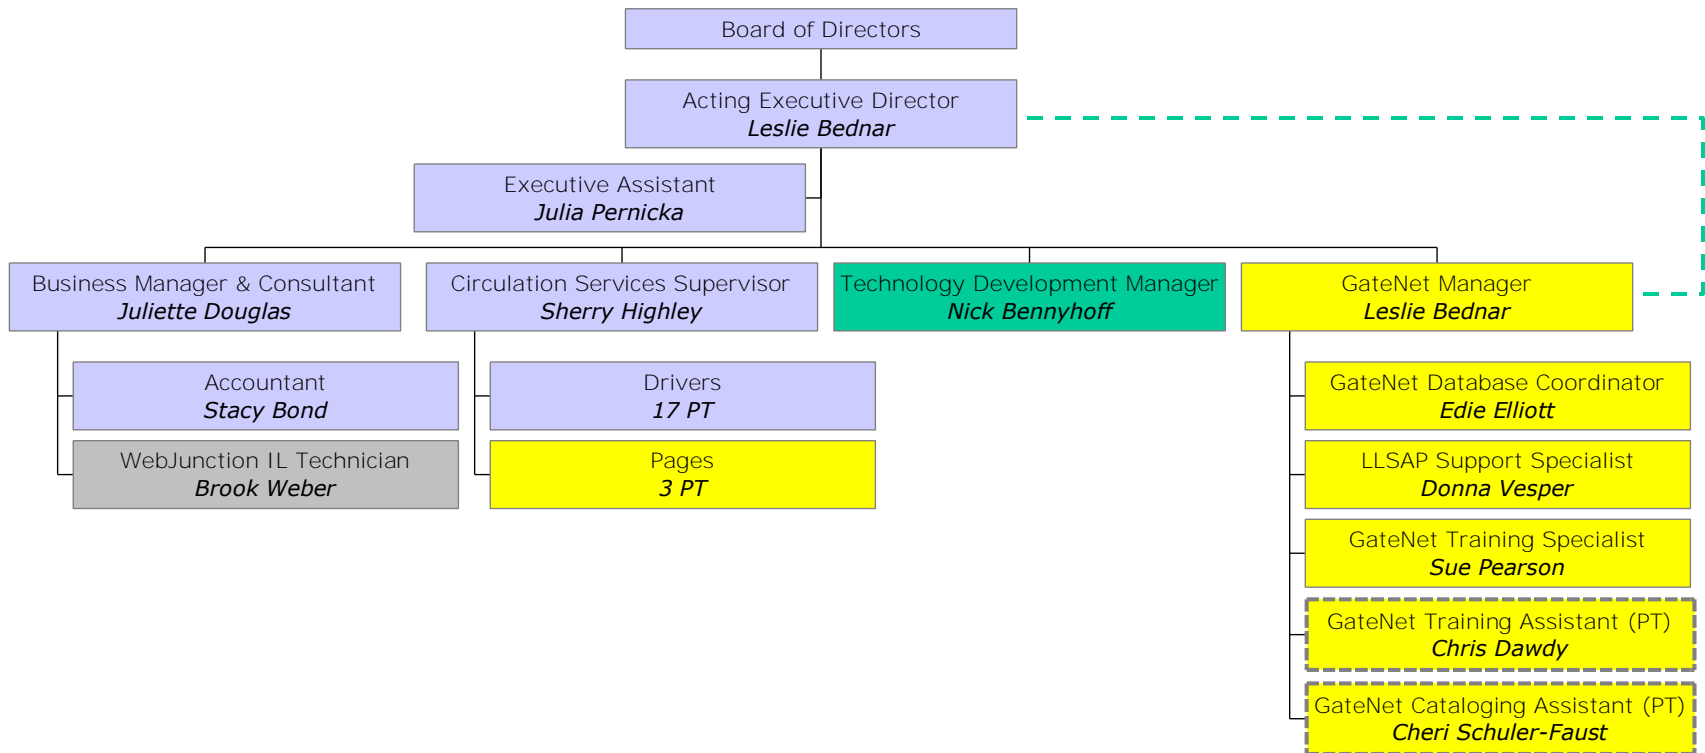 Board of Directors
Acting Executive Director
Leslie Bednar
Executive Assistant
Julia Pernicka
Business Manager & Consultant
Juliette Douglas
Circulation Services Supervisor
Sherry Highley
Technology Development Manager
Nick Bennyhoff
GateNet Manager
Leslie Bednar
Accountant
Stacy Bond
WebJunction IL Technician
Brook Weber
Drivers
17 PT
Pages
3 PT
GateNet Database Coordinator
Edie Elliott
LLSAP Support Specialist
Donna Vesper
GateNet Training Specialist
Sue Pearson
GateNet Training Assistant (PT)
Chris Dawdy
GateNet Cataloging Assistant (PT)
Cheri Schuler-Faust